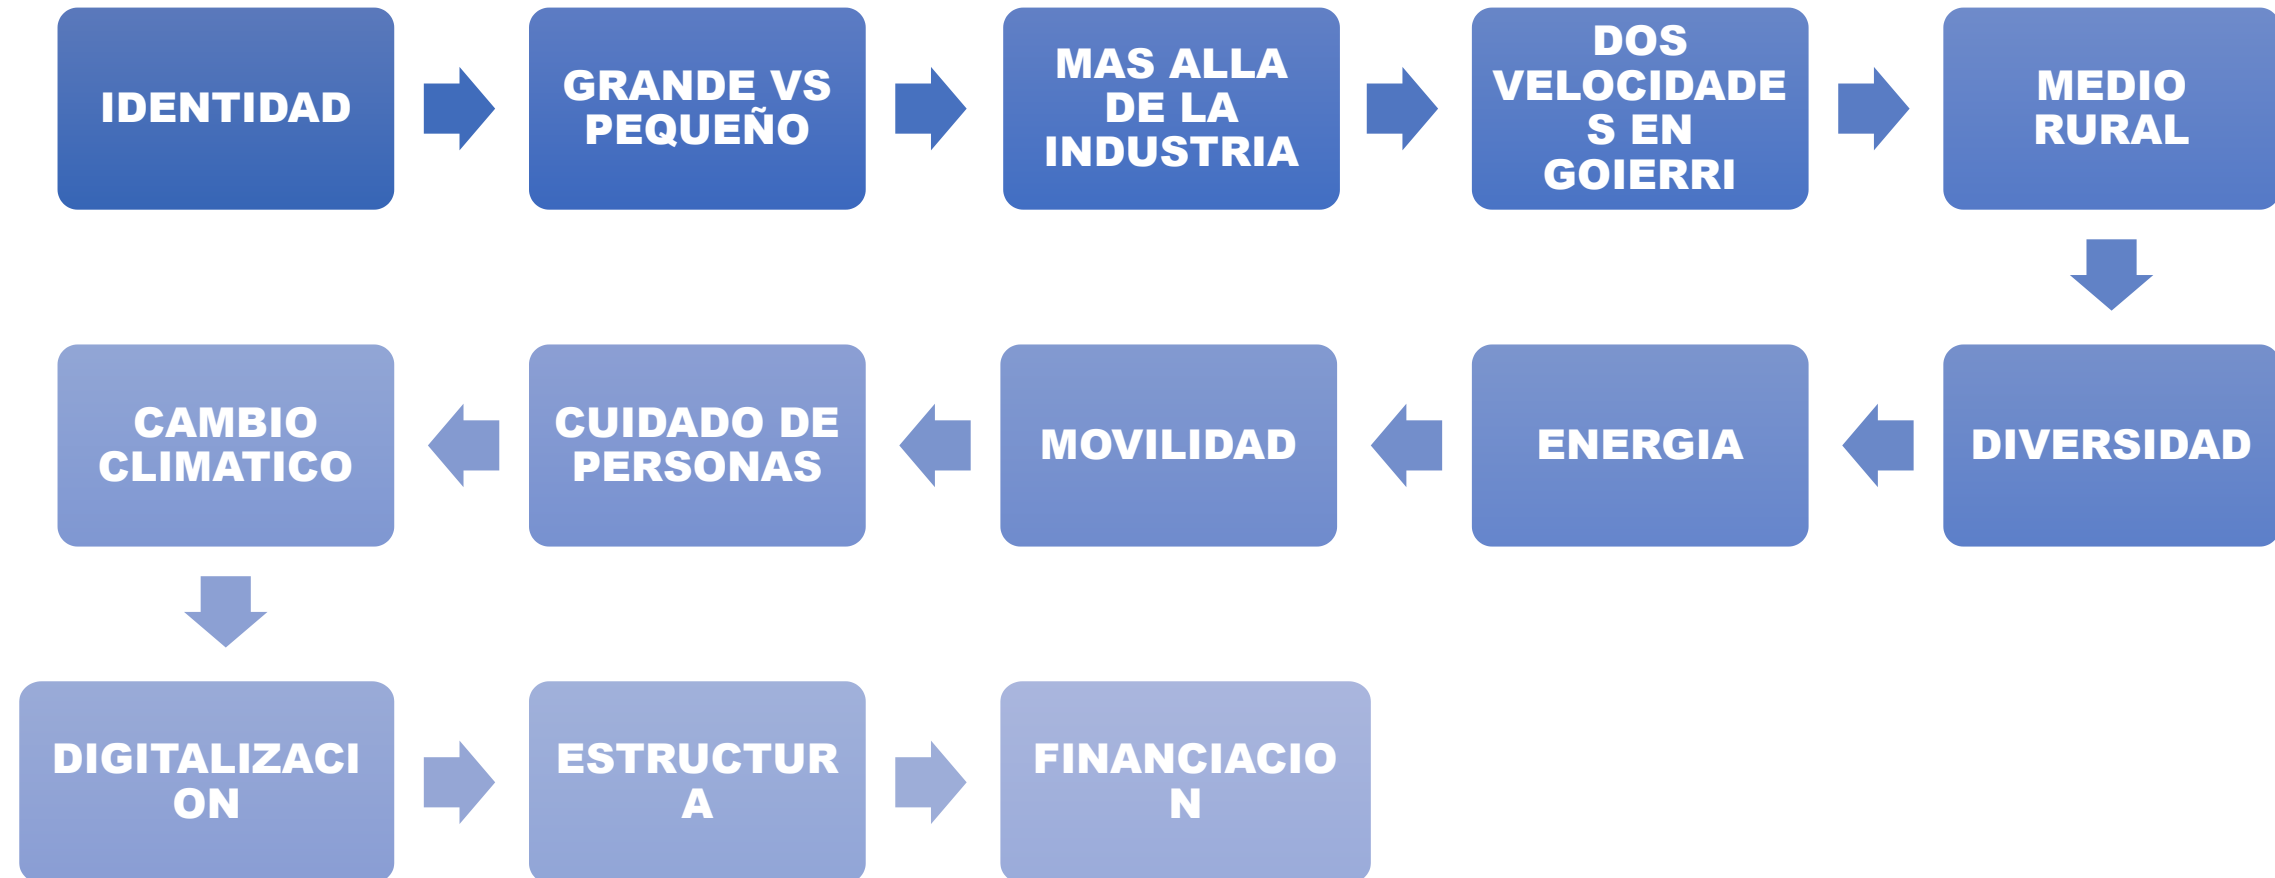 IDENTIDAD
GRANDE VS
PEQUEÑO
MAS ALLA
DE LA
INDUSTRIA
DOS
VELOCIDADE
S EN
GOIERRI
MEDIO
RURAL
DIVERSIDAD
ENERGIA
MOVILIDAD
CUIDADO DE
PERSONAS
CAMBIO
CLIMATICO
DIGITALIZACI
ON
ESTRUCTUR
A
FINANCIACIO
N